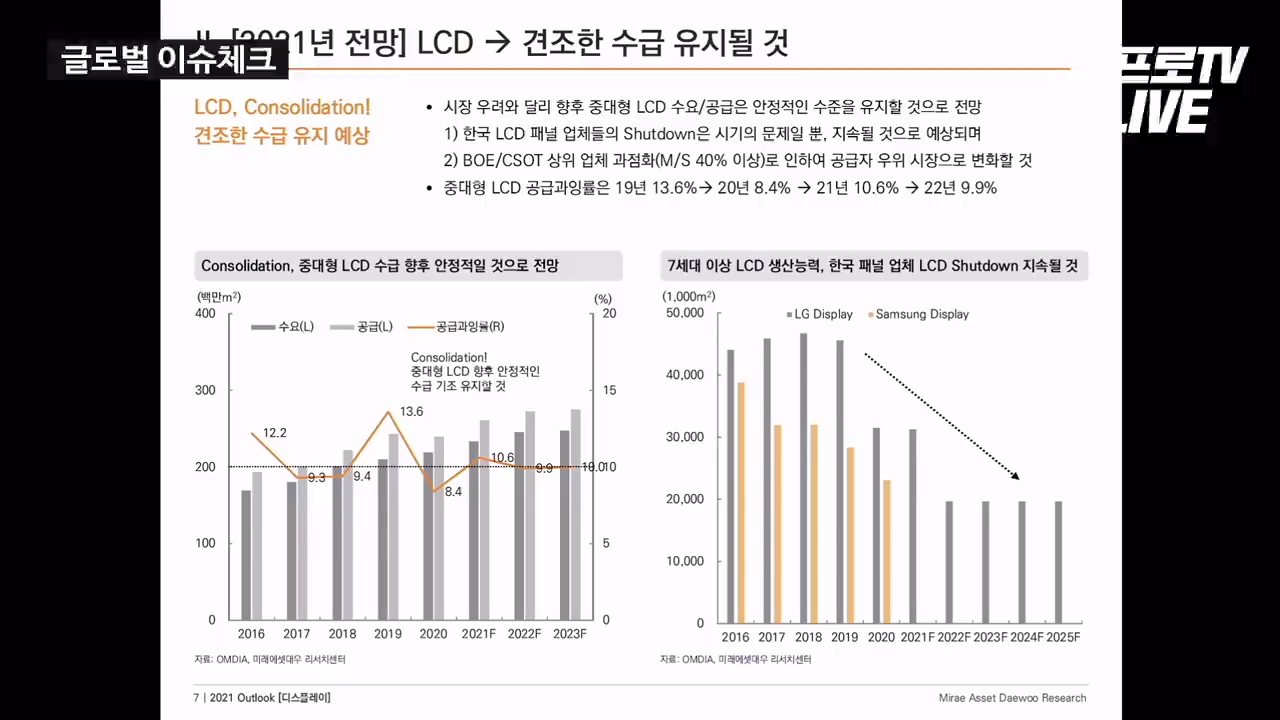 글로벌 이슈체크
[2021년 전망] LCD → 견조한 수급 유지될 것
프로TV
LIVE
LCD, Consolidation!
견조한 수급 유지 예상
• 시장 우려와 달리 향후 중대형 LCD 수요/공급은 안정적인 수준을 유지할 것으로 전망
1) 한국 LCD 패널 업체들의 Shutdown은 시기의 문제일 뿐, 지속될 것으로 예상되며
2) BOE/CSOT 상위 업체 과점화(M/S 40% 이상)로 인하여 공급자 우위 시장으로 변화할 것
• 중대형 LCD 공급과잉률은 19년 13.6%→ 20년 8.4% → 21년 10.6% → 22년 9.9%
Consolidation, 중대형 LCD 수급 향후 안정적일 것으로 전망
(백만m²)
(%)
수요(L) 공급(L) 공급과잉률(R)
Consolidation!
중대형 LCD 향후 안정적인
수급 기조 유지할 것
400
300
200
100
0
20
15
10
5
0
12.2
9.3
9.4
13.6
8.4
10.6
9.9
10.0
2016 2017 2018 2019 2020 2021F 2022F 2023F
자료: OMDIA, 미래에셋대우 리서치센터
7세대 이상 LCD 생산능력, 한국 패널 업체 LCD Shutdown 지속될 것
(1,000m²)
LG Display Samsung Display
50,000
40,000
30,000
20,000
10,000
0
2016 2017 2018 2019 2020 2021F 2022F 2023F 2024F 2025F
자료: OMDIA, 미래에셋대우 리서치센터
7 | 2021 Outlook [디스플레이]
Mirae Asset Daewoo Research